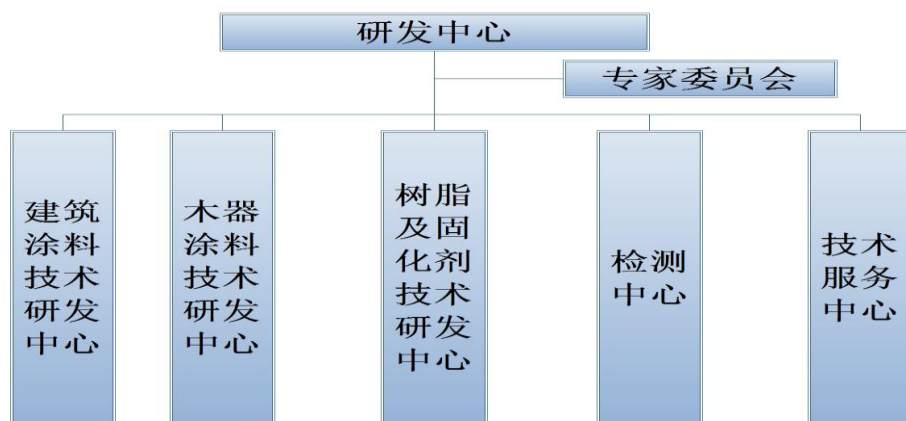 研发中心
专家委员会
建筑
涂料
技术
研发
中心
木器
涂料
技术
研发
中心
树脂
及固
化剂
技术
研发
中心
检测
中心
技术
服务
中心